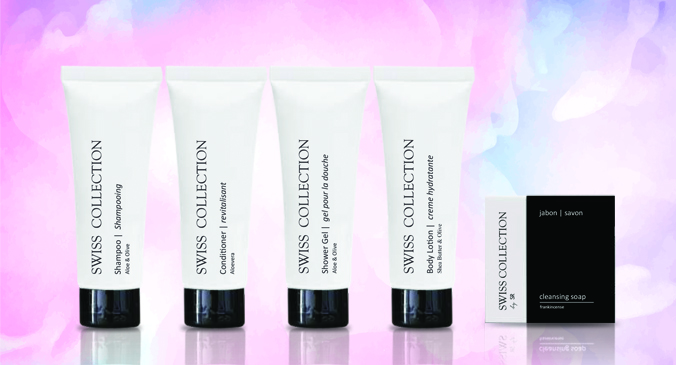 SWISS COLLECTION
Shampoo | Shampooing
Aloe & Olive
SWISS COLLECTION
Conditioner | revitalisant
Aloevera
SWISS COLLECTION
Shower Gel | gel pour la douche
Aloe & Olive
SWISS COLLECTION
Body Lotion | creme hydratante
Shea Butter & Olive
SWISS COLLECTION
jabon | savon
cleansing soap
frankincense